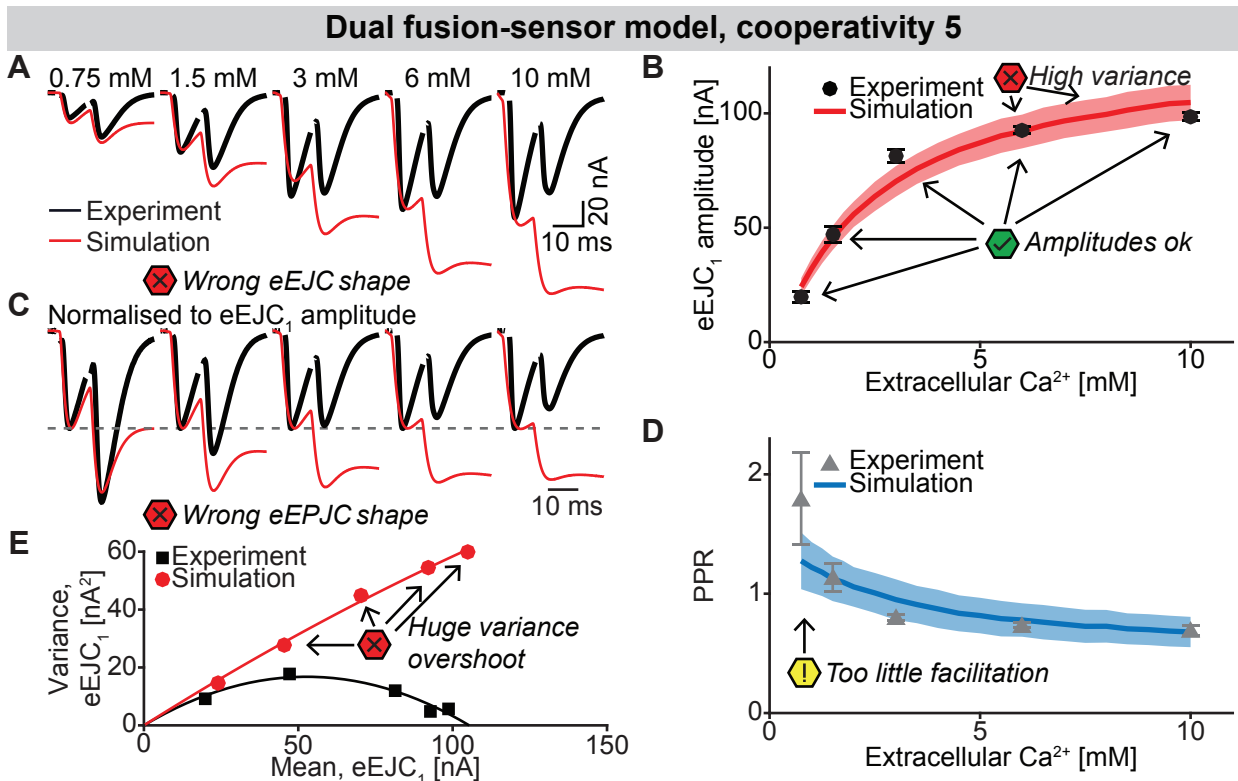 Dual fusion-sensor model, cooperativity 5
A
0.75 mM 1.5 mM 3 mM 6 mM 10 mM
Experiment
Simulation
20 nA
10 ms
Wrong eEJC shape
B
Experiment
Simulation
High variance
Amplitudes ok
eEJC1 amplitude [nA]
100
50
0
0 5 10
Extracellular Ca2+ [mM]
C
Normalised to eEJC1 amplitude
10 ms
Wrong eEPJC shape
D
Experiment
Simulation
PPR
2
1
0
Too little facilitation
0 5 10
Extracellular Ca2+ [mM]
E
Experiment
Simulation
Variance,
eEJC1 [nA2]
60
40
20
0
Huge variance
overshoot
0 50 100 150
Mean, eEJC1 [nA]